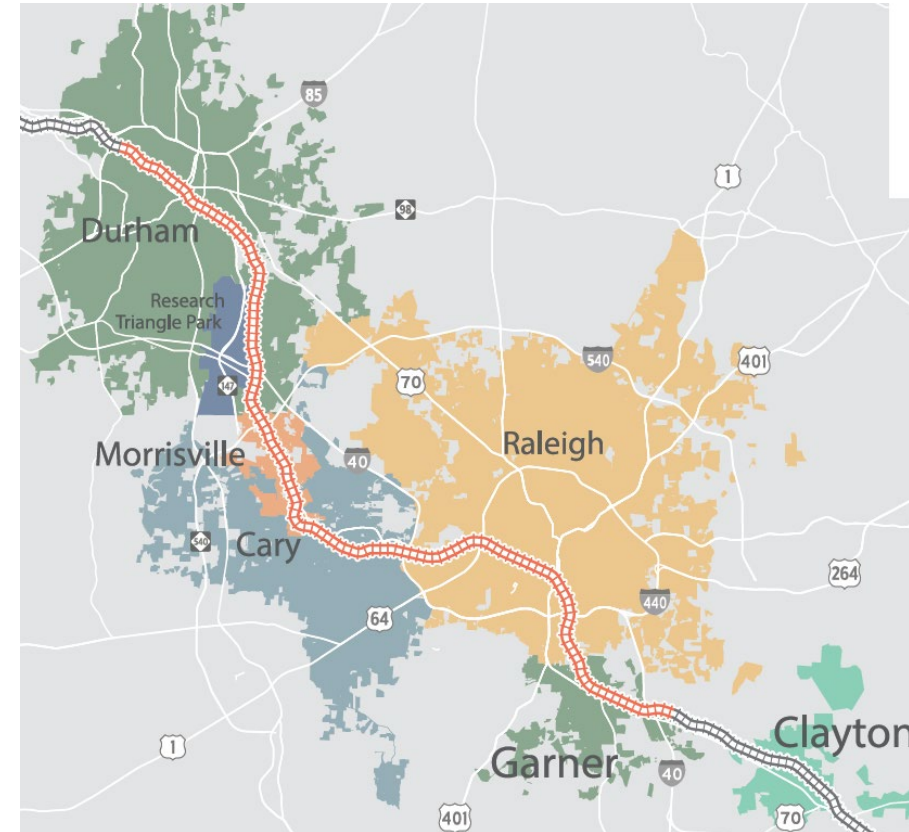 85
1
98
Durham
Research
Triangle Park
540
401
70
147
Raleigh
Morrisville
40
540
Cary
264
440
64
1
Clayton
Garner
40
401
70